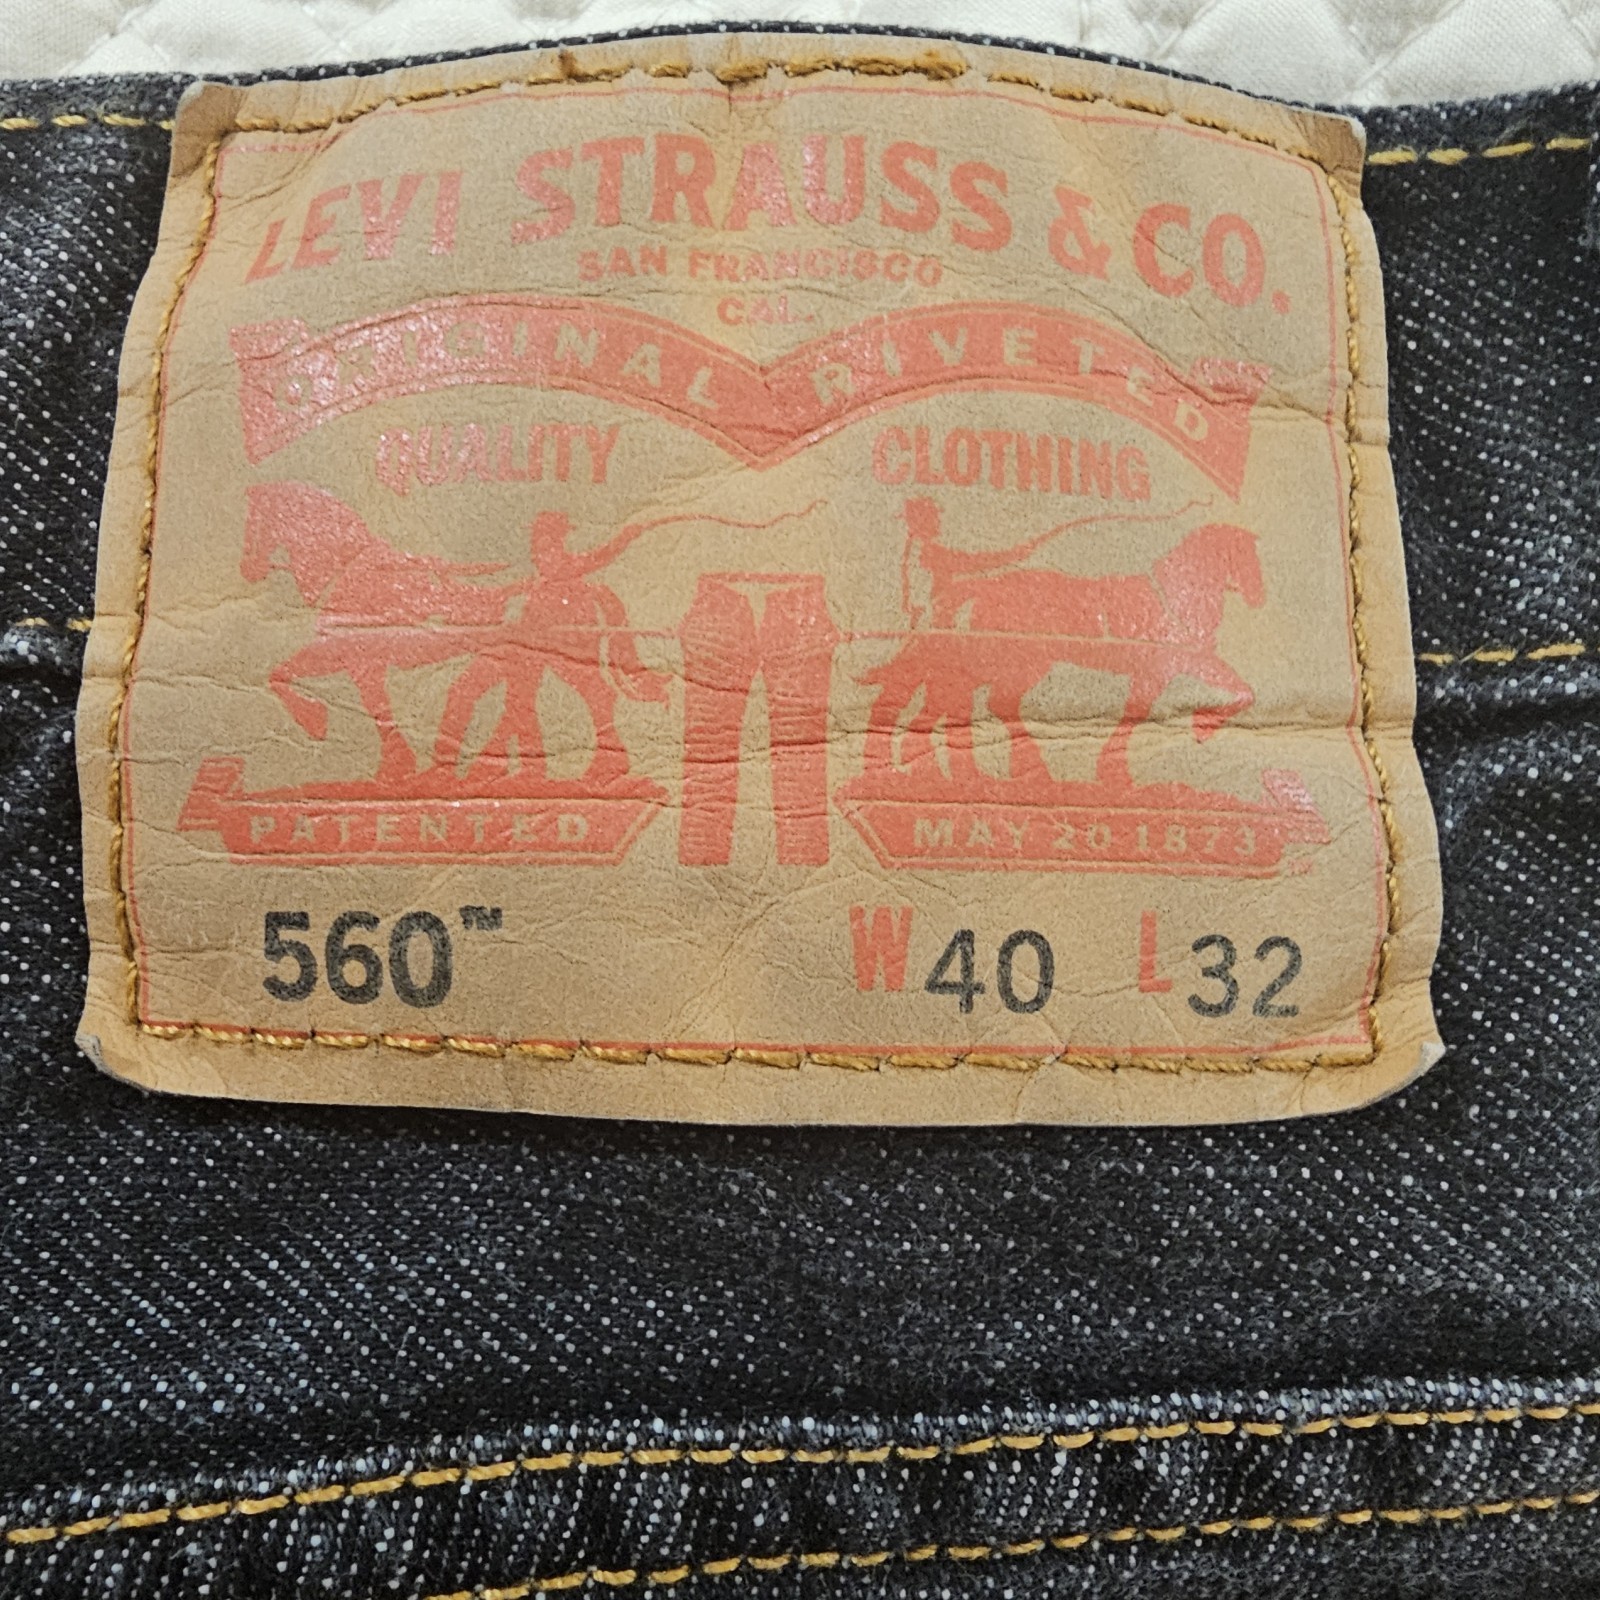 LEVI STRAUSS & CO.
SAN FRANCISCO
CAL.
ORIGINAL RIVETED
QUALITY CLOTHING
PATENTED MAY 20 1873
560™ W40 L32